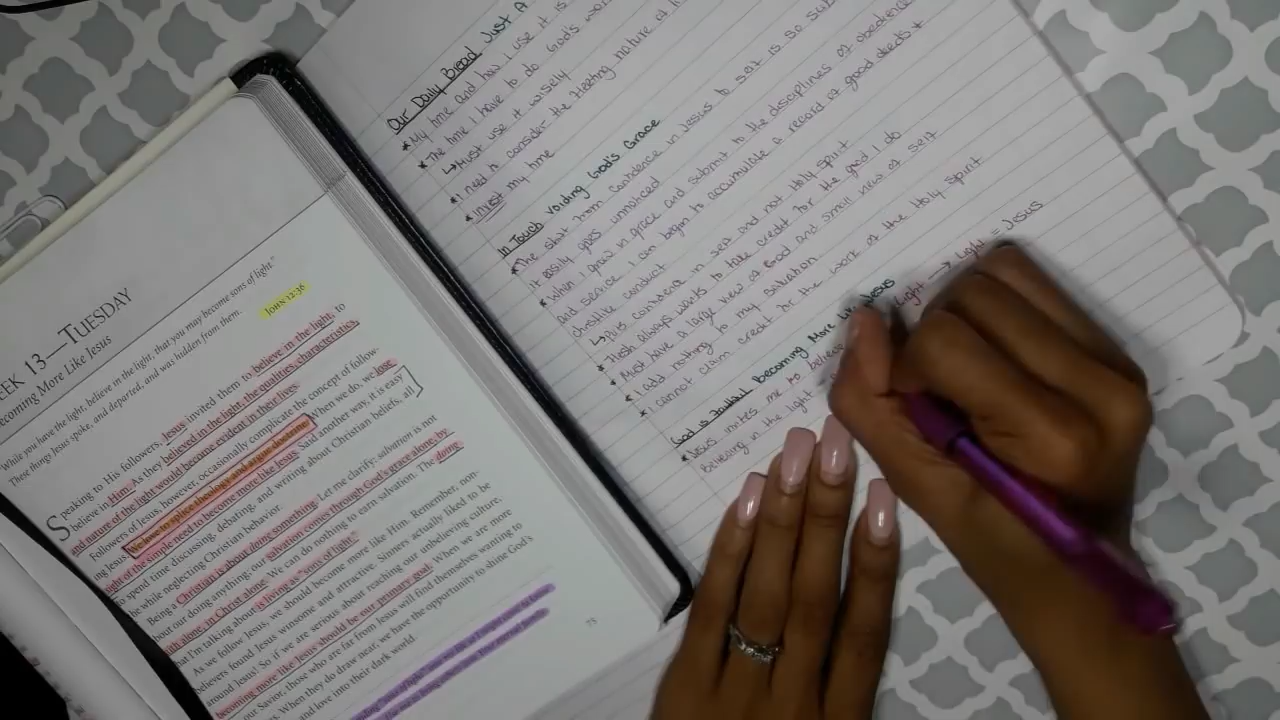 WEEK 13—TUESDAY
Becoming More Like Jesus
"While you have the light, believe in the light, that you may become sons of light."
These things Jesus spoke, and departed, and was hidden from them.
JOHN 12:36
Speaking to His followers, Jesus invited them to believe in the light, to
believe in Him. As they believed in the light, the qualities, characteristics,
and nature of the light would become evident in their lives.
Followers of Jesus, however, occasionally complicate the concept of follow-
ing Jesus. We love to splice theology and argue doctrine. When we do, we lose
sight of the simple need to become more like Jesus. Said another way, it is easy
to spend time discussing, debating, and writing about Christian beliefs, all
the while neglecting Christian behavior.
Being a Christian is about doing something. Let me clarify: salvation is not
about our doing anything, our salvation comes through God's grace alone, by
faith alone, in Christ alone. We can do nothing to earn salvation. The doing
that I'm talking about is living as "sons of light."
As we follow Jesus, we should become more like Him. Remember, non-
believers found Jesus winsome and attractive. Sinners actually liked to be
around Jesus! So if we are serious about reaching our unbelieving culture,
becoming more like Jesus should be our primary goal. When we are more
our Savior, those who are far from Jesus will find themselves wanting to
When they do draw near, we have the opportunity to shine God's
and love into their dark world.
75
Our Daily Bread Just A
* My time and how I use it is
* The time I have to do God's
↳ Must use it wisely
* I need to consider the fleeting nature of
* Invest my time
In Touch Voiding God's Grace
* The shift from confidence in Jesus to self is so
it easily goes unnoticed
* When I grow in grace and submit to the disciplines of obedience
and service I can begin to accumulate a record of good deeds +
christlike conduct
↳ puts confidence in self and not Holy Spirit
* Flesh always wants to take credit for the good I do
* Must have a large view of God and small view of self
* I add nothing to my salvation
* I cannot claim credit for the work of the Holy Spirit
God is Jesus Becoming More Like Jesus
* Jesus invites me to believe light → Light = Jesus
believing in the light